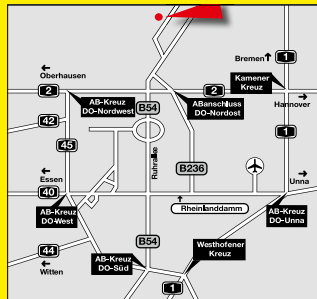 Bremen
1
Oberhausen
Kamener
Kreuz
2
AB-Kreuz
DO-Nordwest
B54
ABanschluss
DO-Nordost
2
Hannover
42
1
45
Ruhrallee
B236
Essen
Unna
40
Rheinlanddamm
AB-Kreuz
DO-West
AB-Kreuz
DO-Unna
B54
Westhofener
Kreuz
44
AB-Kreuz
DO-Süd
Witten
1